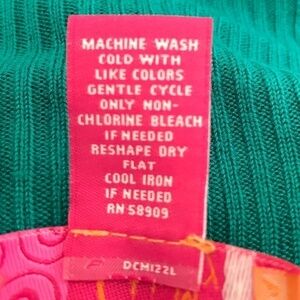 MACHINE WASH
COLD WITH
LIKE COLORS
GENTLE CYCLE
ONLY NON-
CHLORINE BLEACH
IF NEEDED
RESHAPE DRY
FLAT
COOL IRON
IF NEEDED
RN 58909
DCM122L